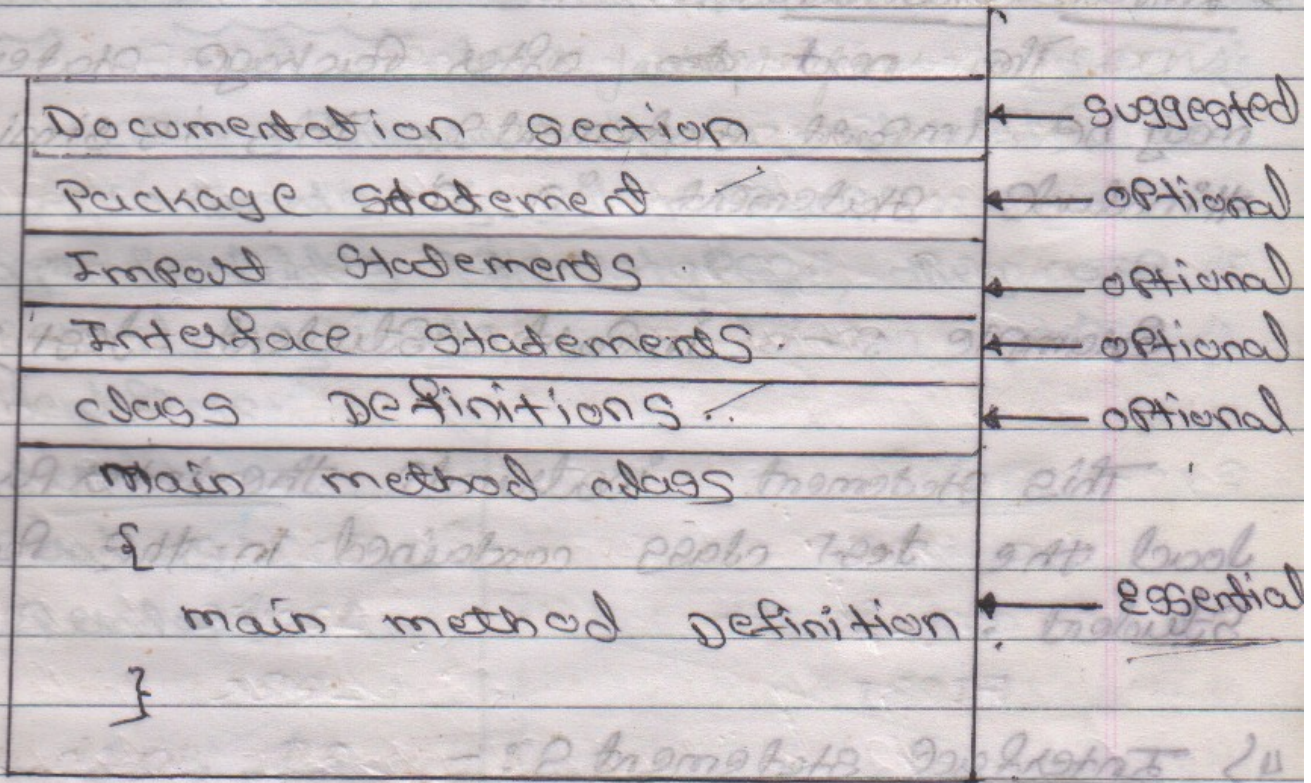 Documentation section suggested
Package statement optional
Import statements. optional
Interface statements. optional
class Definitions.. optional
main method class
{
main method Definition essential
}